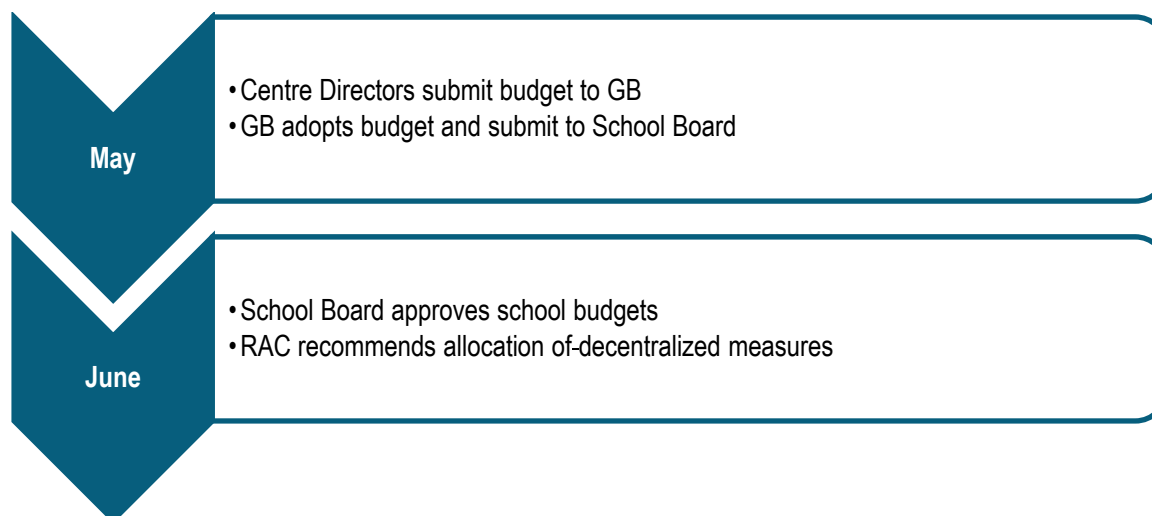 May
• Centre Directors submit budget to GB
• GB adopts budget and submit to School Board
June
• School Board approves school budgets
• RAC recommends allocation of-decentralized measures